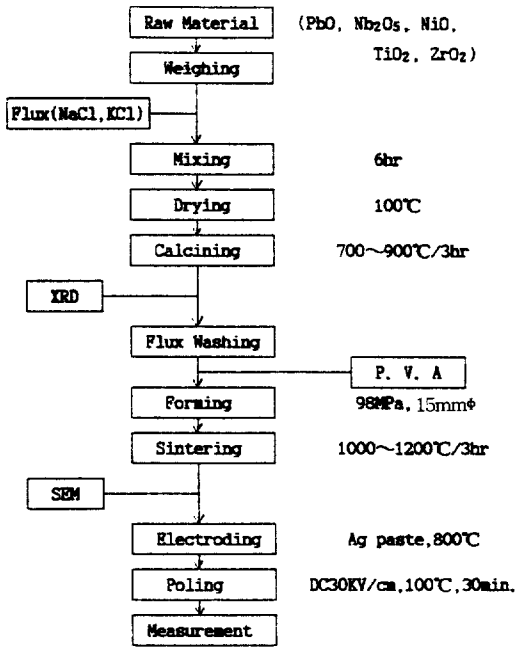 Raw Material (PbO, Nb₂O₅, NiO,
TiO₂, ZrO₂)
Weighing
Flux(NaCl,KCl)
Mixing 6hr
Drying 100℃
Calcining 700~900℃/3hr
XRD
Flux Washing
P. V. A
Forming 98MPa, 15mmΦ
Sintering 1000~1200℃/3hr
SEM
Electroding Ag paste,800℃
Poling DC30KV/cm,100℃,30min.
Measurement